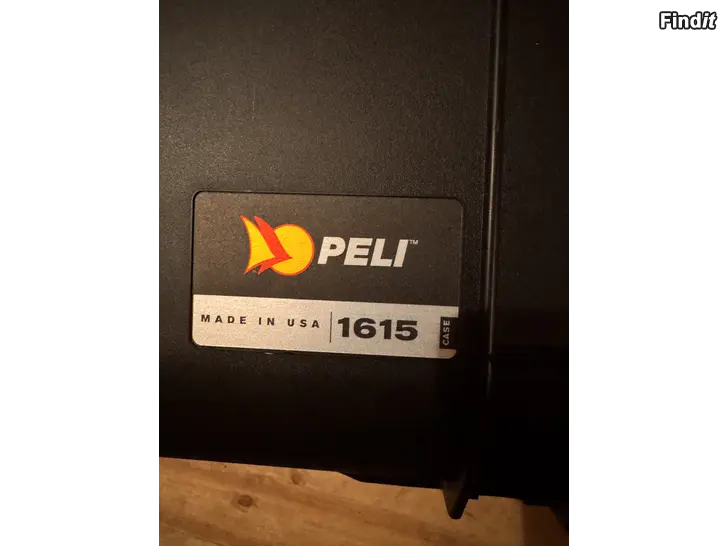 Findit
PELI™
MADE IN USA 1615 CASE